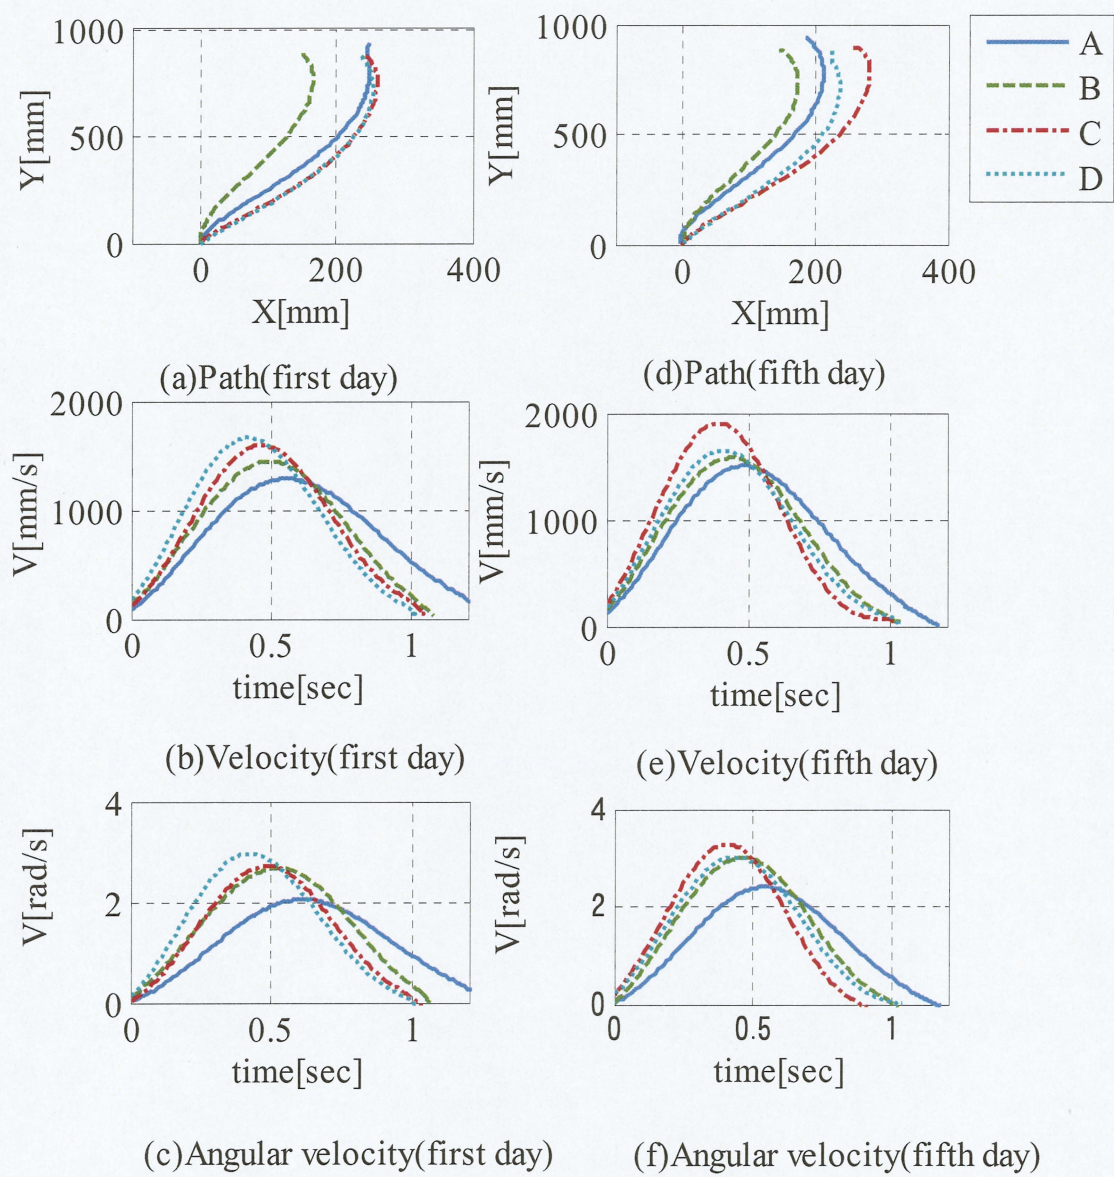 1000
500
0
Y[mm]
0 200 400
X[mm]
(a)Path(first day)
1000
500
0
Y[mm]
0 200 400
X[mm]
(d)Path(fifth day)
A
B
C
D
2000
1000
0
V[mm/s]
0 0.5 1
time[sec]
(b)Velocity(first day)
2000
1000
0
V[mm/s]
0 0.5 1
time[sec]
(e)Velocity(fifth day)
4
2
0
V[rad/s]
0 0.5 1
time[sec]
(c)Angular velocity(first day)
4
2
0
V[rad/s]
0 0.5 1
time[sec]
(f)Angular velocity(fifth day)